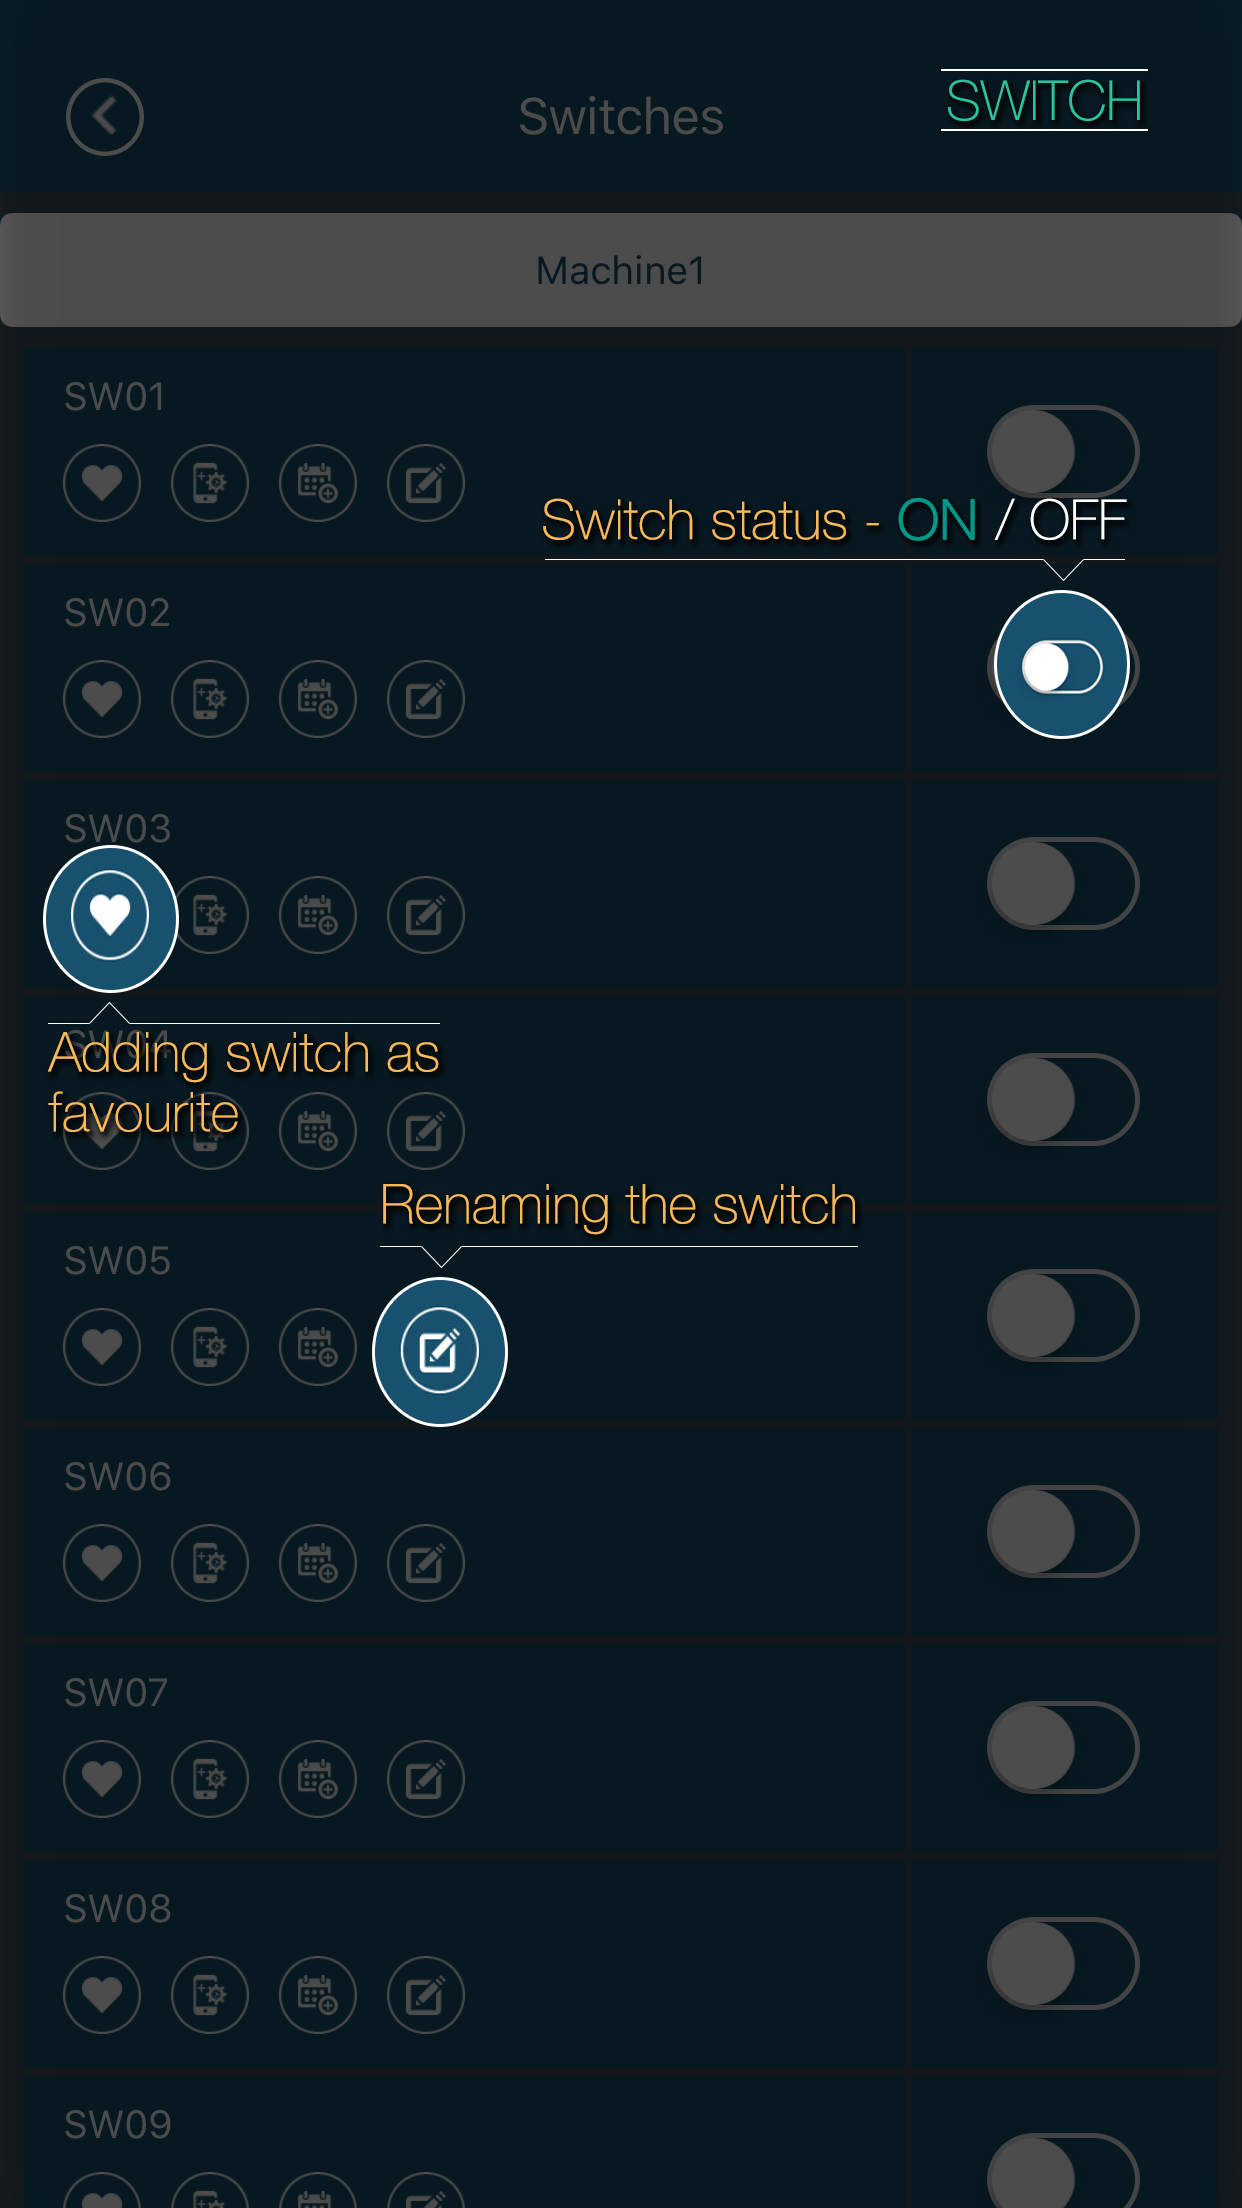 Switches
SWITCH
Machine1
SW01
Switch status - ON / OFF
SW02
SW03
SW04
Adding switch as
favourite
Renaming the switch
SW05
SW06
SW07
SW08
SW09